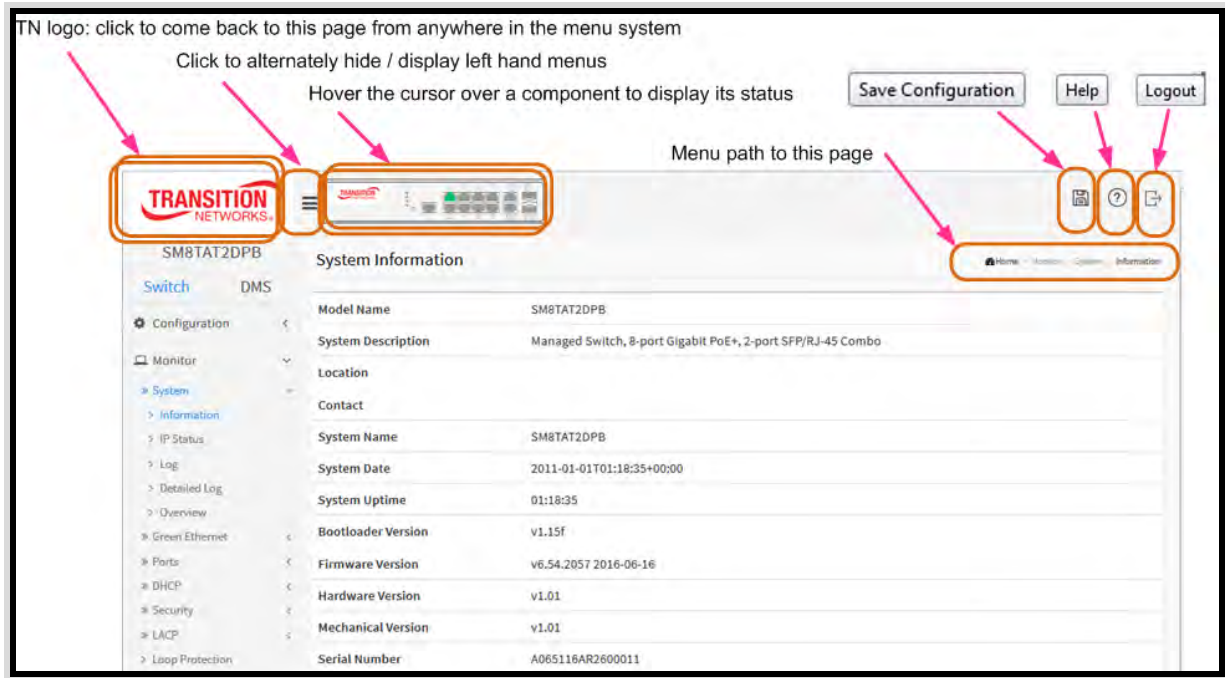 TN logo: click to come back to this page from anywhere in the menu system
Click to alternately hide / display left hand menus
Hover the cursor over a component to display its status
Save Configuration
Help
Logout
Menu path to this page
TRANSITION
NETWORKS
TRANSITION
SM8TAT2DPB
Switch DMS
Configuration
Monitor
» System
> Information
> IP Status
> Log
> Detailed Log
> Overview
» Green Ethernet
» Ports
» DHCP
» Security
» LACP
> Loop Protection
System Information
Home Information
Model Name SM8TAT2DPB
System Description Managed Switch, 8-port Gigabit PoE+, 2-port SFP/RJ-45 Combo
Location
Contact
System Name SM8TAT2DPB
System Date 2011-01-01T01:18:35+00:00
System Uptime 01:18:35
Bootloader Version v1.15f
Firmware Version v6.54.2057 2016-06-16
Hardware Version v1.01
Mechanical Version v1.01
Serial Number A065116AR2600011